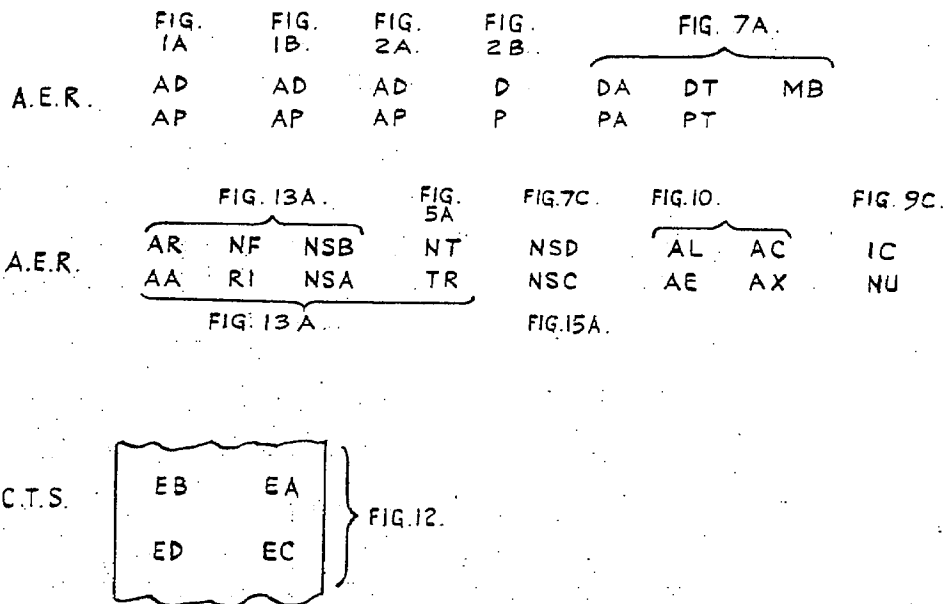 FIG. FIG. FIG. FIG. FIG. 7A.
1A 1B. 2A. 2B.
A.E.R. AD AD AD D DA DT MB
AP AP AP P PA PT
FIG. 13A. FIG. 5A FIG.7C. FIG.10. FIG. 9C.
A.E.R. AR NF NSB NT NSD AL AC IC
AA RI NSA TR NSC AE AX NU
FIG. 13A. FIG.15A.
C.T.S. EB EA
FIG.12.
ED EC